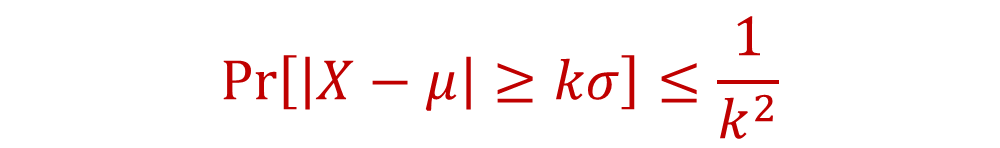 Pr[|X − μ| ≥ kσ] ≤ 1/k²